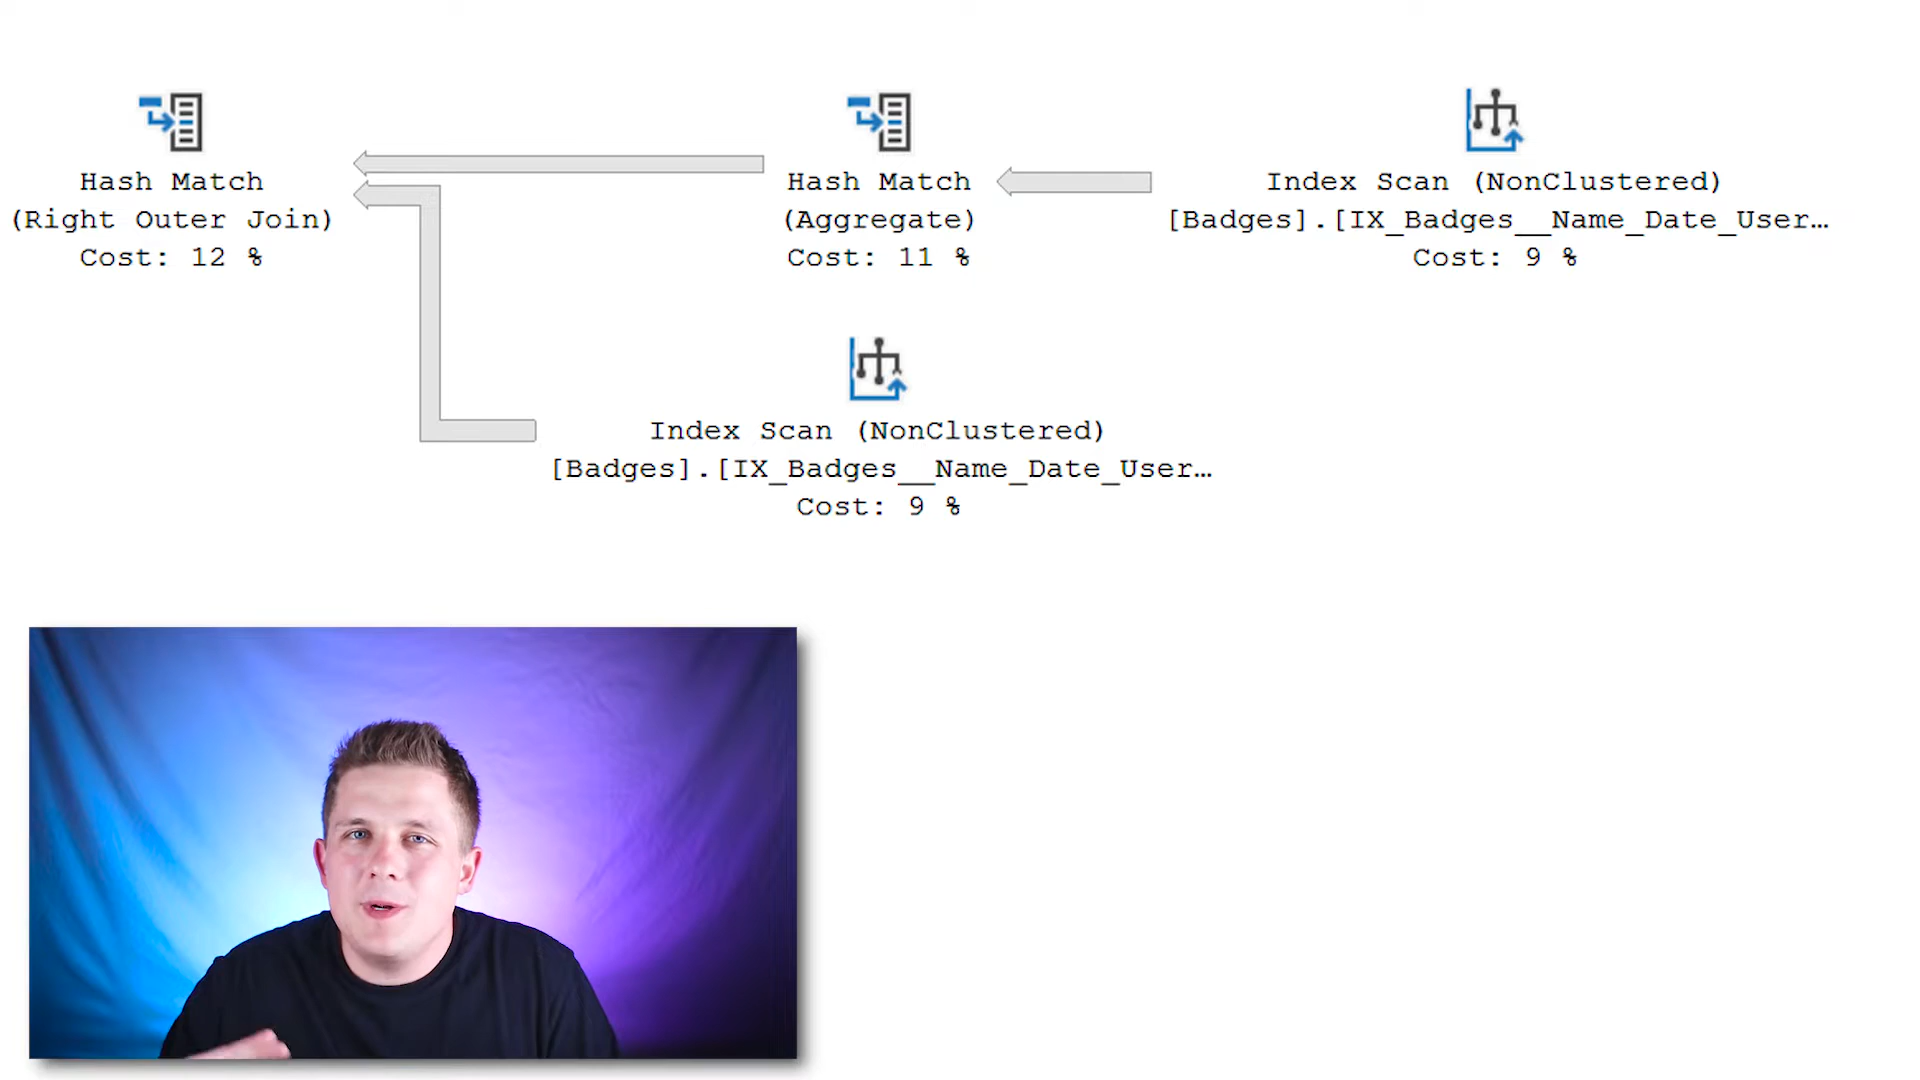 Hash Match
(Right Outer Join)
Cost: 12 %
Hash Match
(Aggregate)
Cost: 11 %
Index Scan (NonClustered)
[Badges].[IX_Badges__Name_Date_User…
Cost: 9 %
Index Scan (NonClustered)
[Badges].[IX_Badges__Name_Date_User…
Cost: 9 %